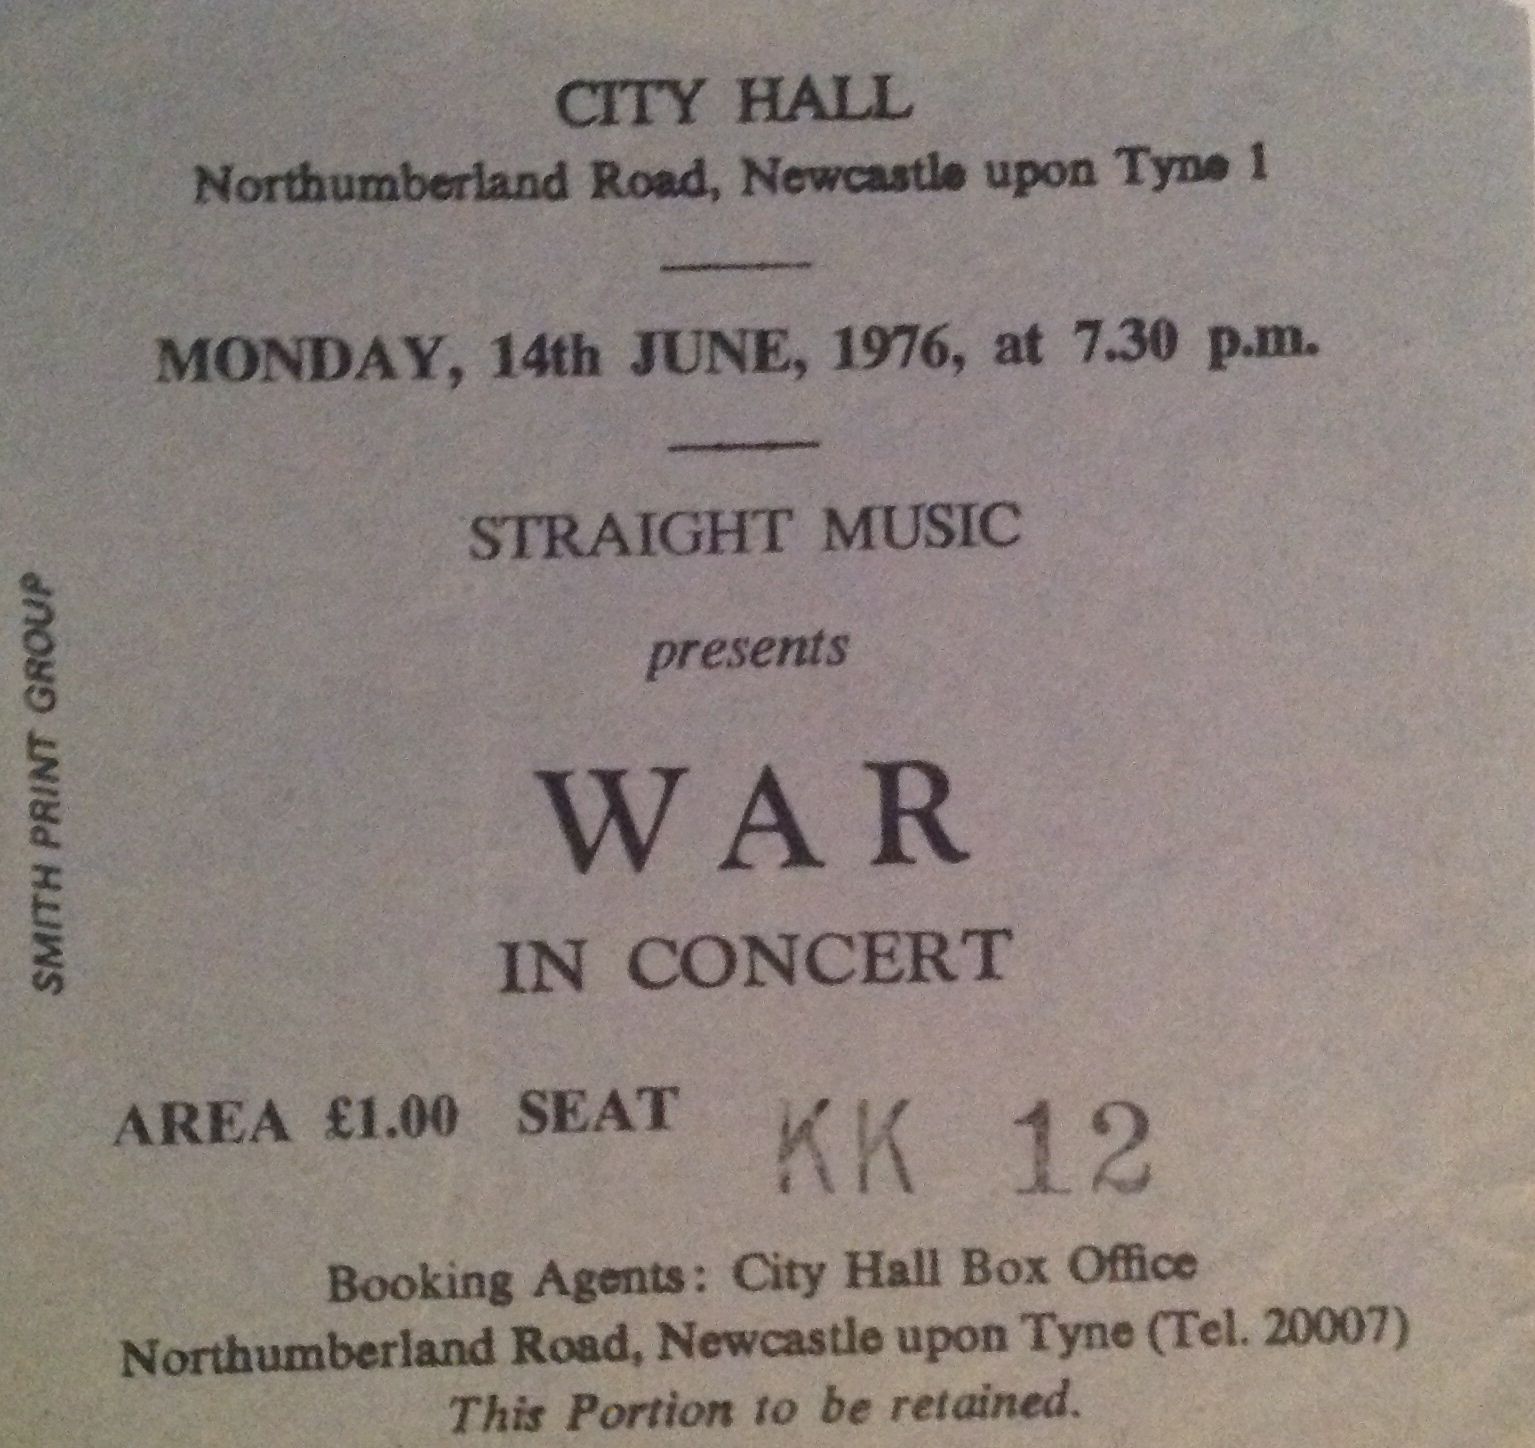 CITY HALL
Northumberland Road, Newcastle upon Tyne 1
MONDAY, 14th JUNE, 1976, at 7.30 p.m.
STRAIGHT MUSIC
presents
WAR
IN CONCERT
AREA £1.00 SEAT KK 12
Booking Agents: City Hall Box Office
Northumberland Road, Newcastle upon Tyne (Tel. 20007)
This Portion to be retained.
SMITH PRINT GROUP